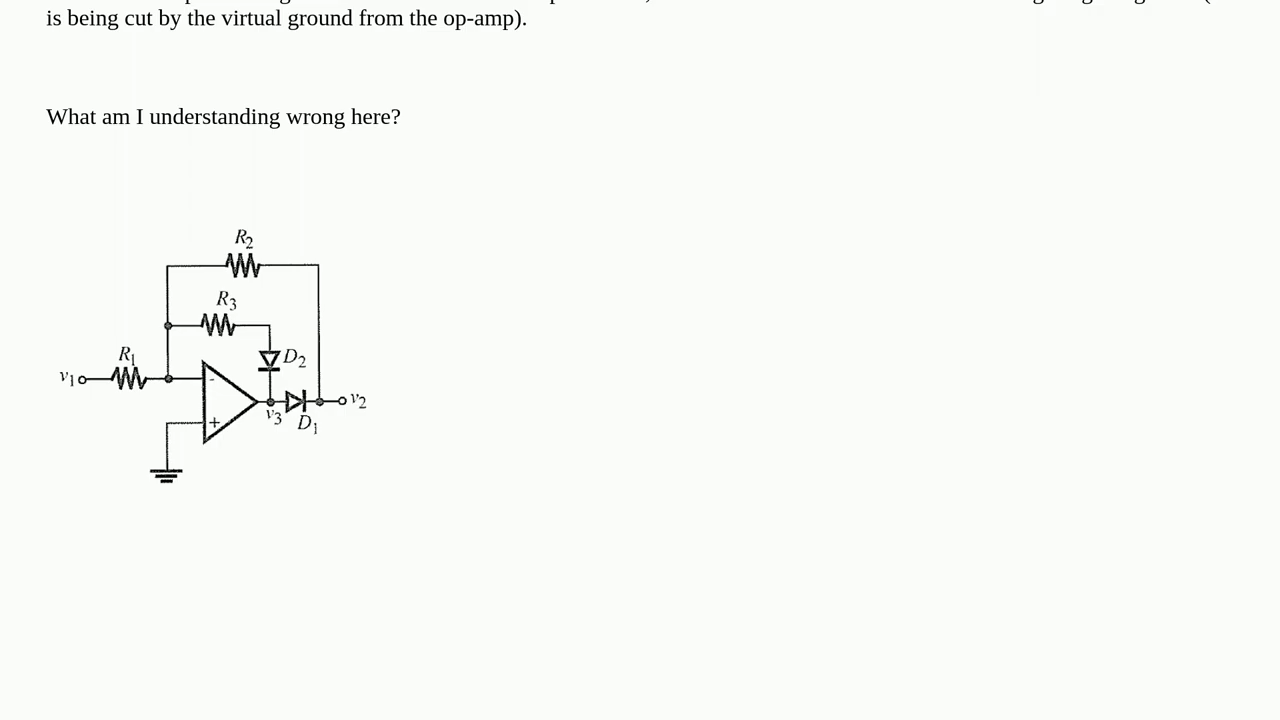 is being cut by the virtual ground from the op-amp).
What am I understanding wrong here?
R2
R3
R1
D2
v1
-
+
v3
D1
v2